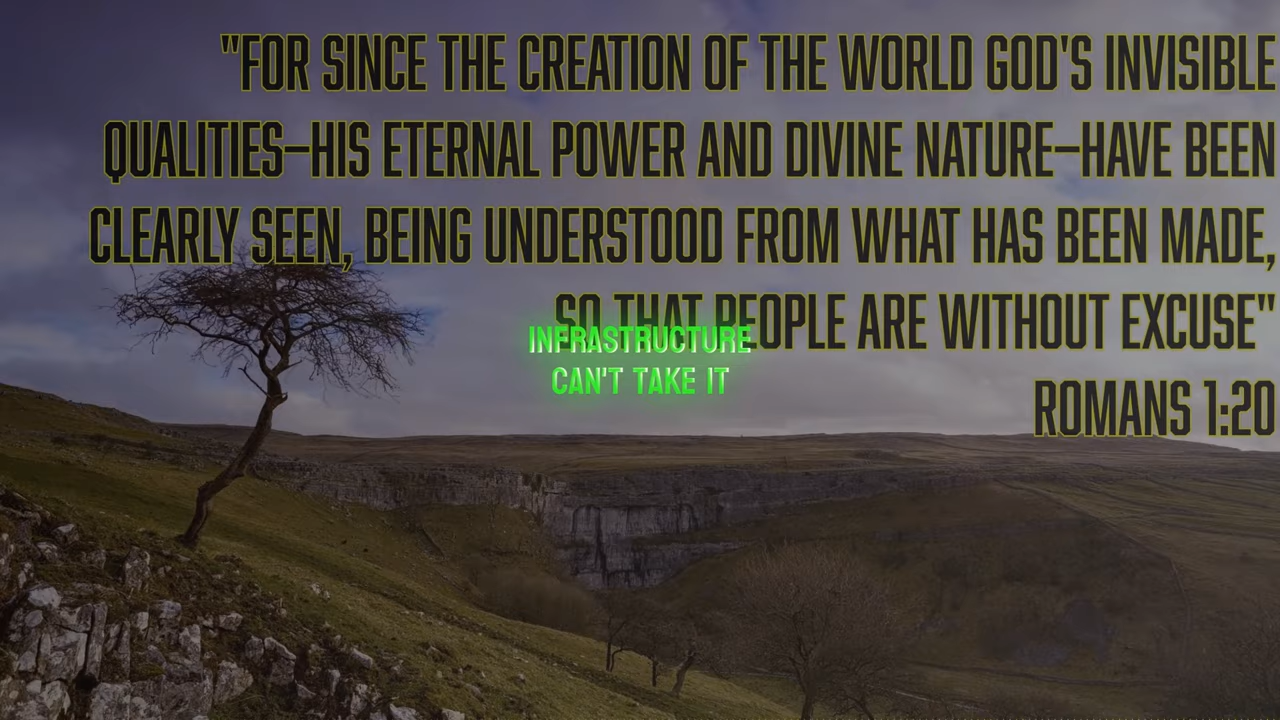 "FOR SINCE THE CREATION OF THE WORLD GOD'S INVISIBLE
QUALITIES—HIS ETERNAL POWER AND DIVINE NATURE—HAVE BEEN
CLEARLY SEEN, BEING UNDERSTOOD FROM WHAT HAS BEEN MADE,
SO THAT PEOPLE ARE WITHOUT EXCUSE"
ROMANS 1:20
INFRASTRUCTURE
CAN'T TAKE IT